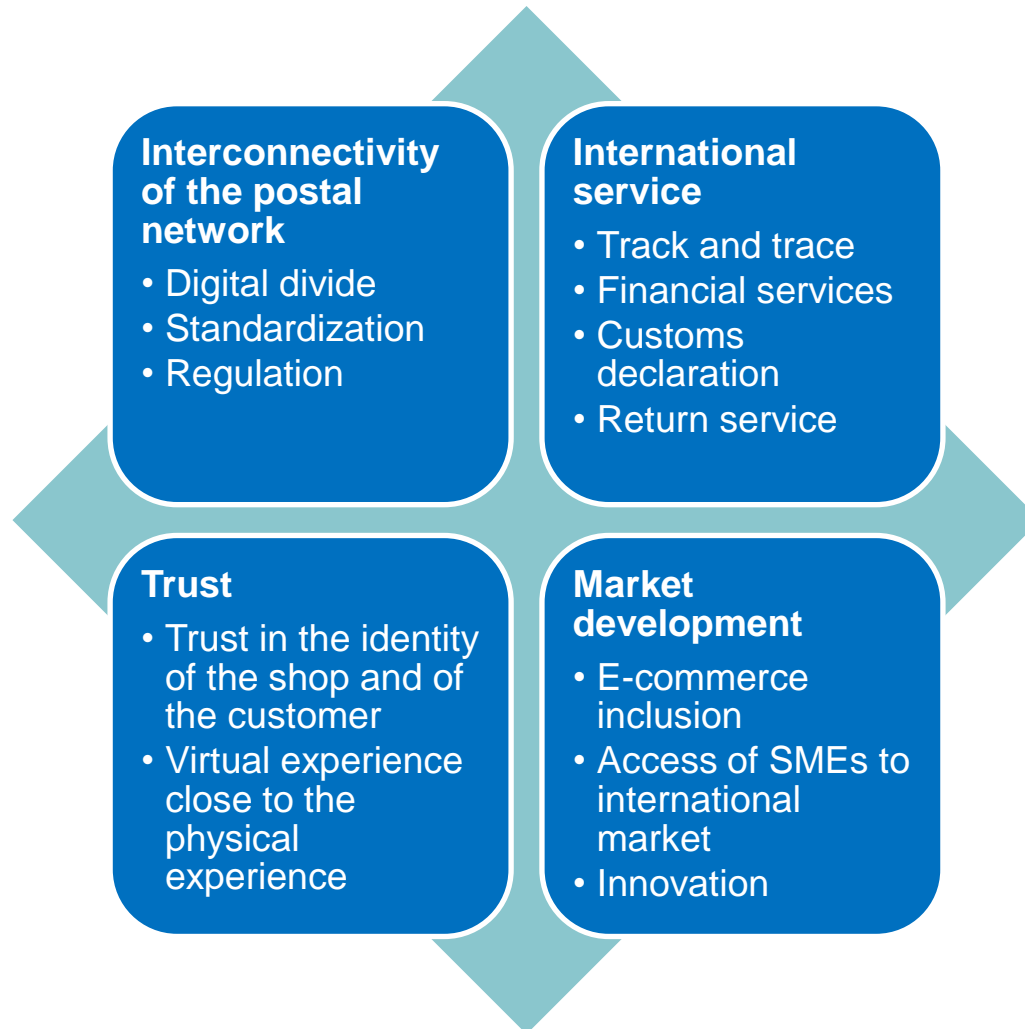 Interconnectivity
of the postal
network
• Digital divide
• Standardization
• Regulation
International
service
• Track and trace
• Financial services
• Customs
declaration
• Return service
Trust
• Trust in the identity
of the shop and of
the customer
• Virtual experience
close to the
physical
experience
Market
development
• E-commerce
inclusion
• Access of SMEs to
international
market
• Innovation